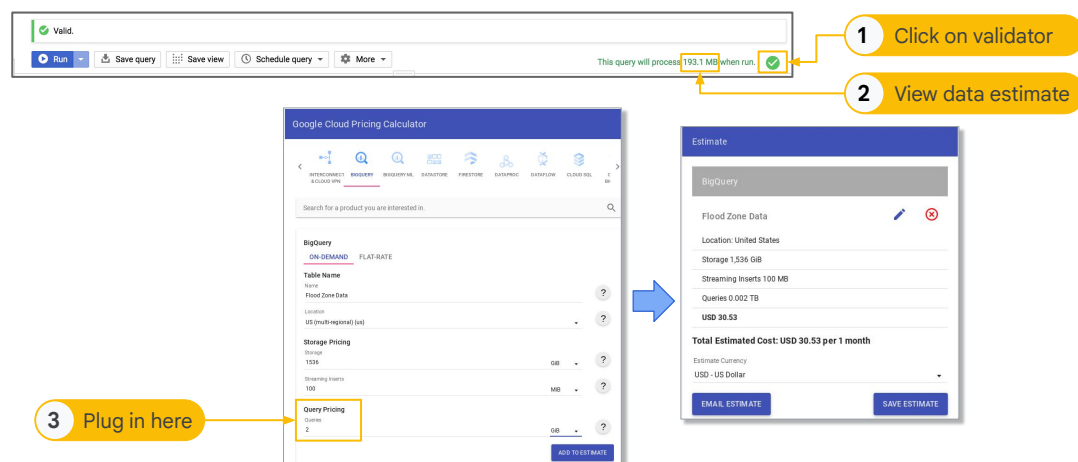 Valid.
Run Save query Save view Schedule query More
This query will process 193.1 MB when run.
1 Click on validator
2 View data estimate
Google Cloud Pricing Calculator
INTERCONNECT & CLOUD VPN BIGQUERY BIGQUERY ML DATASTORE FIRESTORE DATAPROC DATAFLOW CLOUD SQL
Search for a product you are interested in.
BigQuery
ON-DEMAND FLAT-RATE
Table Name
Name
Flood Zone Data ?
Location
US (multi-regional) (us) ?
Storage Pricing
Storage
1536 GiB ?
Streaming Inserts
100 MiB ?
Query Pricing
Queries
2 GiB ?
ADD TO ESTIMATE
3 Plug in here
Estimate
BigQuery
Flood Zone Data
Location: United States
Storage 1,536 GiB
Streaming Inserts 100 MB
Queries 0.002 TB
USD 30.53
Total Estimated Cost: USD 30.53 per 1 month
Estimate Currency
USD - US Dollar
EMAIL ESTIMATE SAVE ESTIMATE